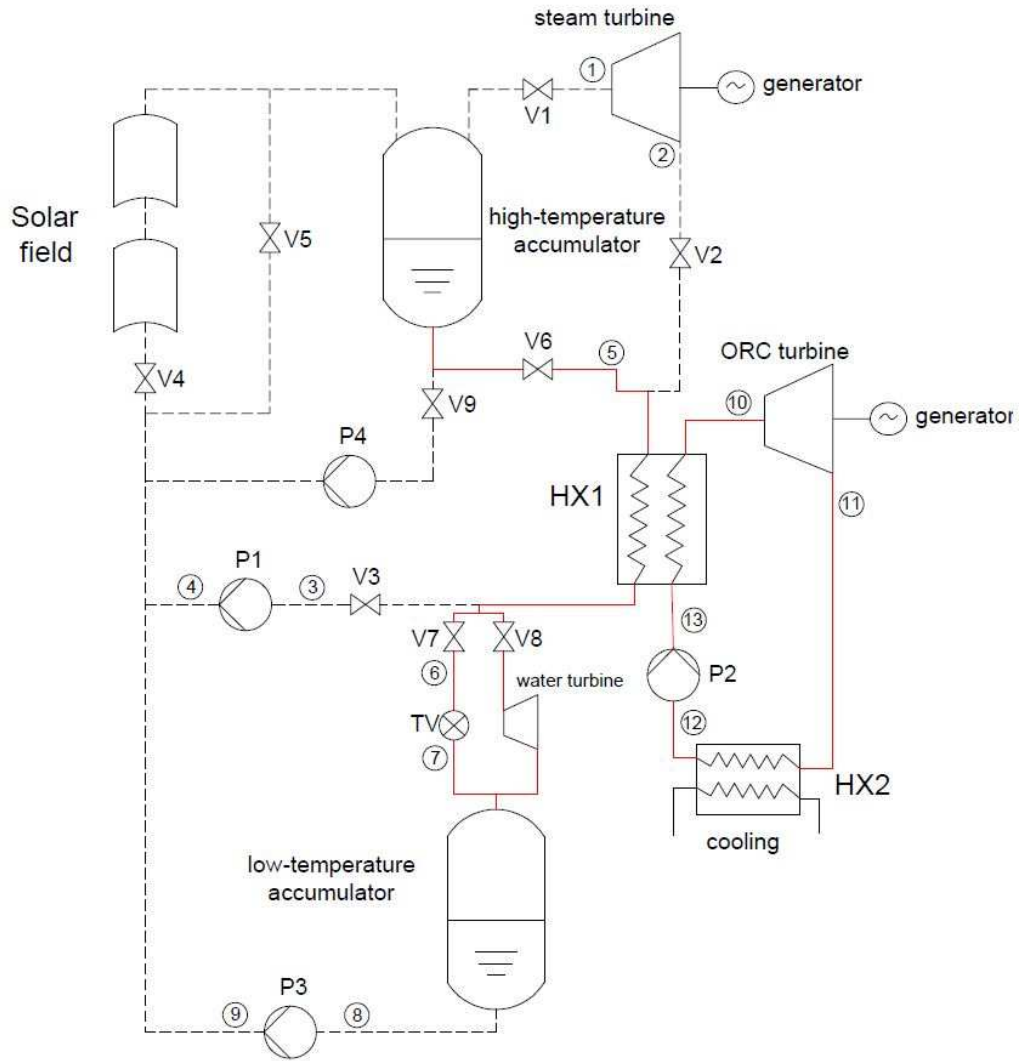 steam turbine
1
generator
V1
2
Solar
field
V5
high-temperature
accumulator
V2
V4
V6
5
ORC turbine
10
V9
generator
P4
HX1
11
P1
4
3
V3
13
V7
V8
6
water turbine
P2
TV
12
7
HX2
cooling
low-temperature
accumulator
P3
9
8